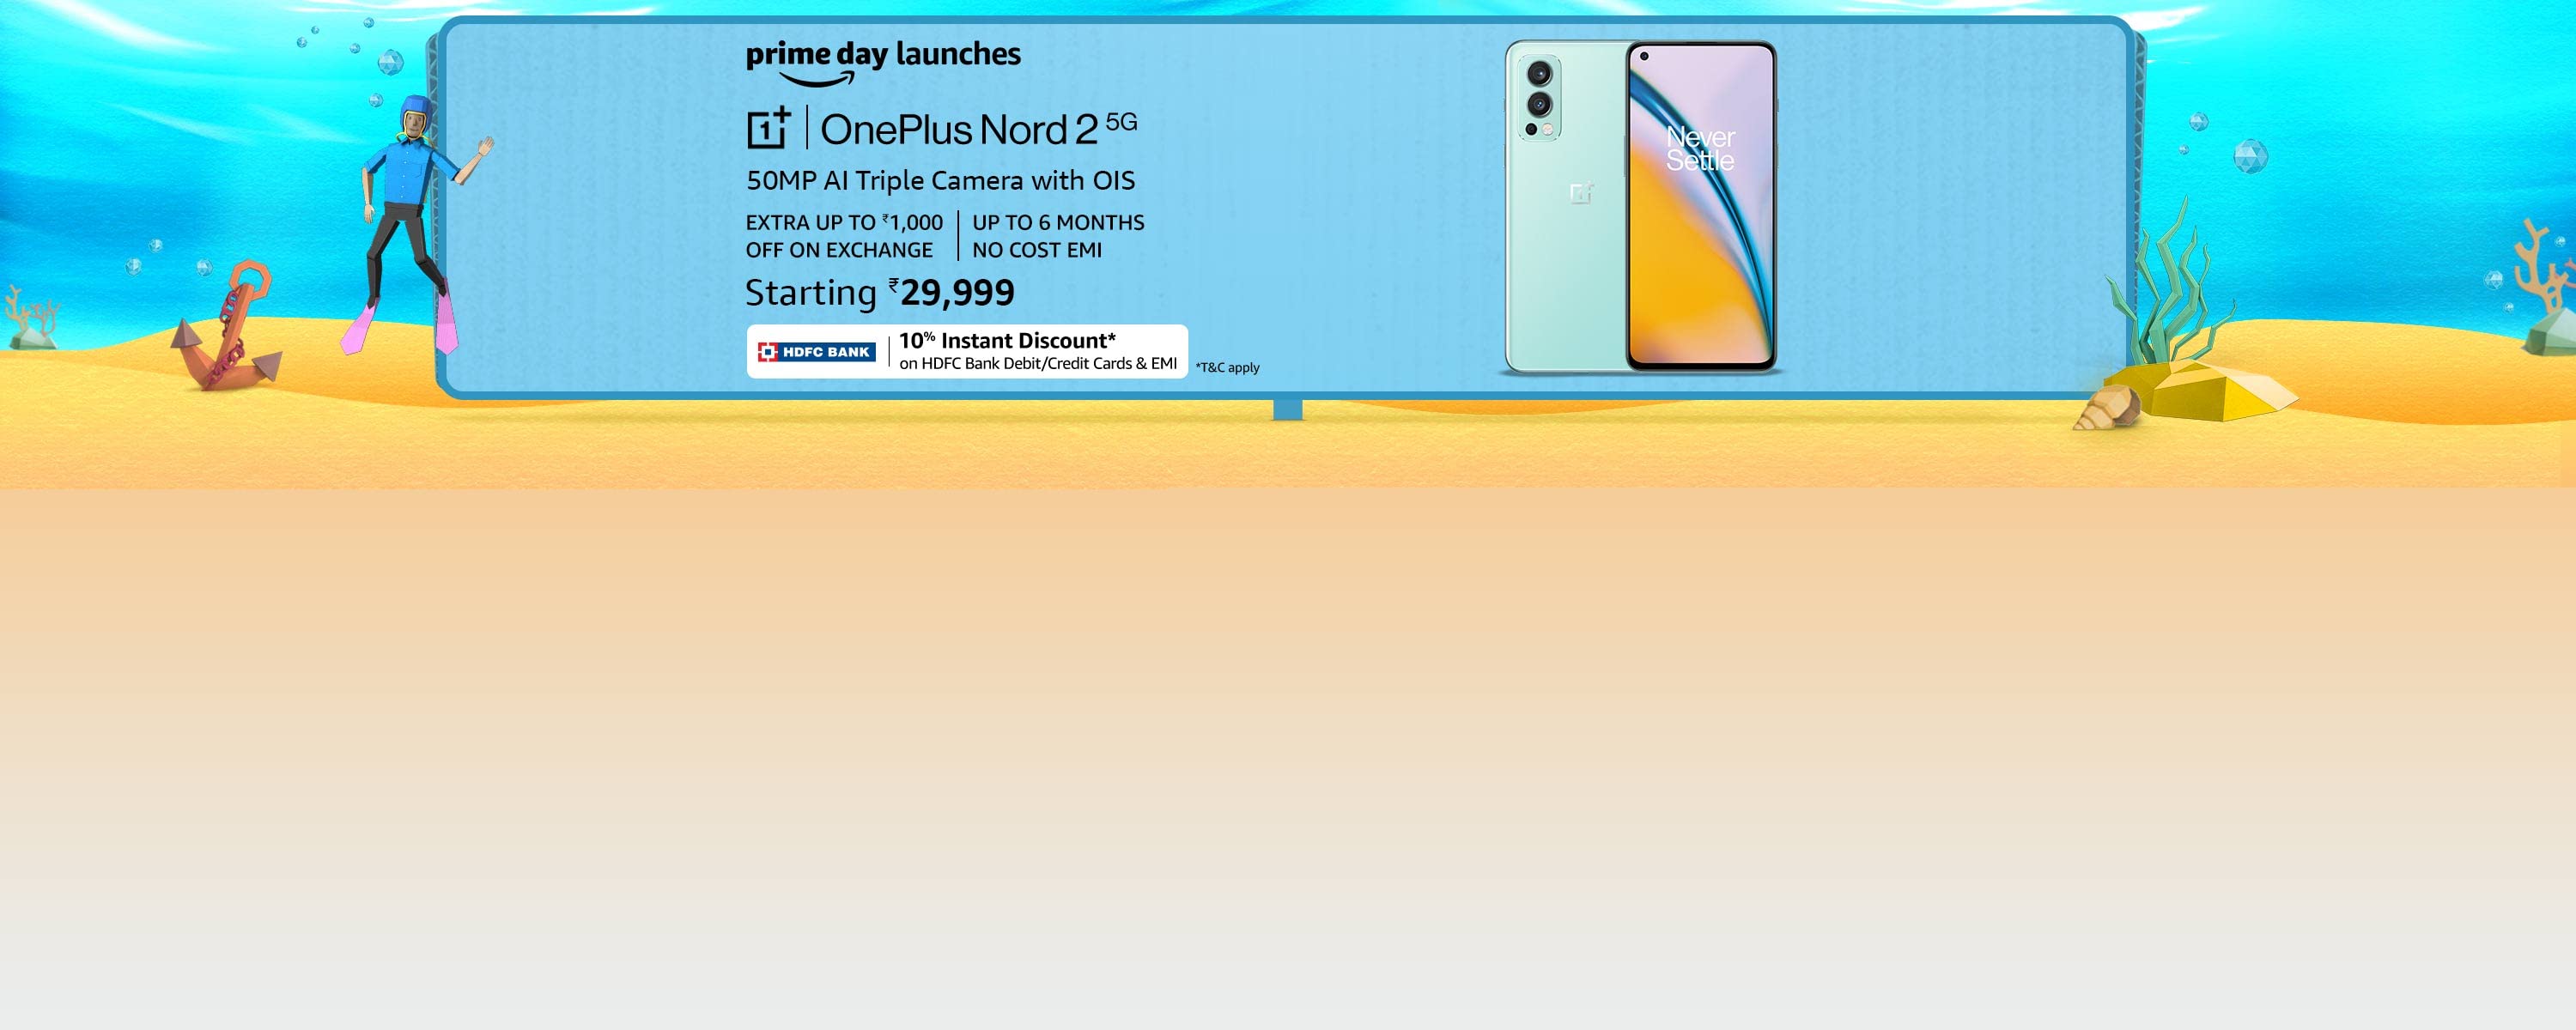 prime day launches
1+ OnePlus Nord 2 5G
50MP AI Triple Camera with OIS
EXTRA UP TO ₹1,000
OFF ON EXCHANGE
UP TO 6 MONTHS
NO COST EMI
Starting ₹29,999
HDFC BANK
10% Instant Discount*
on HDFC Bank Debit/Credit Cards & EMI
*T&C apply
Never
Settle